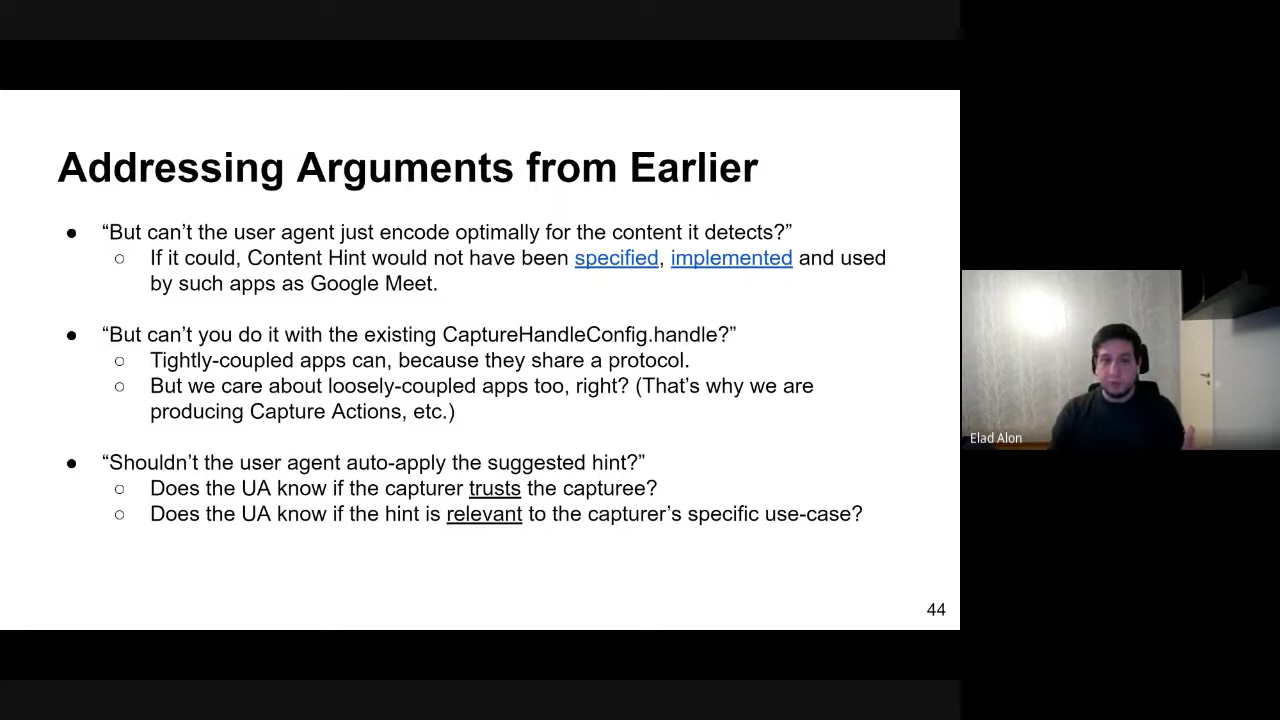 Addressing Arguments from Earlier
● “But can’t the user agent just encode optimally for the content it detects?”
○ If it could, Content Hint would not have been specified, implemented and used
by such apps as Google Meet.
● “But can’t you do it with the existing CaptureHandleConfig.handle?”
○ Tightly-coupled apps can, because they share a protocol.
○ But we care about loosely-coupled apps too, right? (That’s why we are
producing Capture Actions, etc.)
● “Shouldn’t the user agent auto-apply the suggested hint?”
○ Does the UA know if the capturer trusts the capturee?
○ Does the UA know if the hint is relevant to the capturer’s specific use-case?
44
Elad Alon